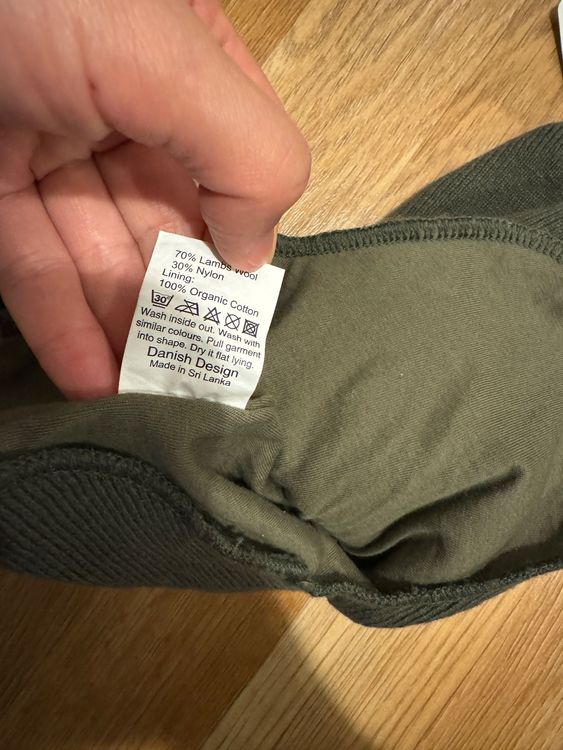 70% Lambs Wool
30% Nylon
Lining:
100% Organic Cotton
30
Wash inside out. Wash with
similar colours. Pull garment
into shape. Dry it flat lying.
Danish Design
Made in Sri Lanka